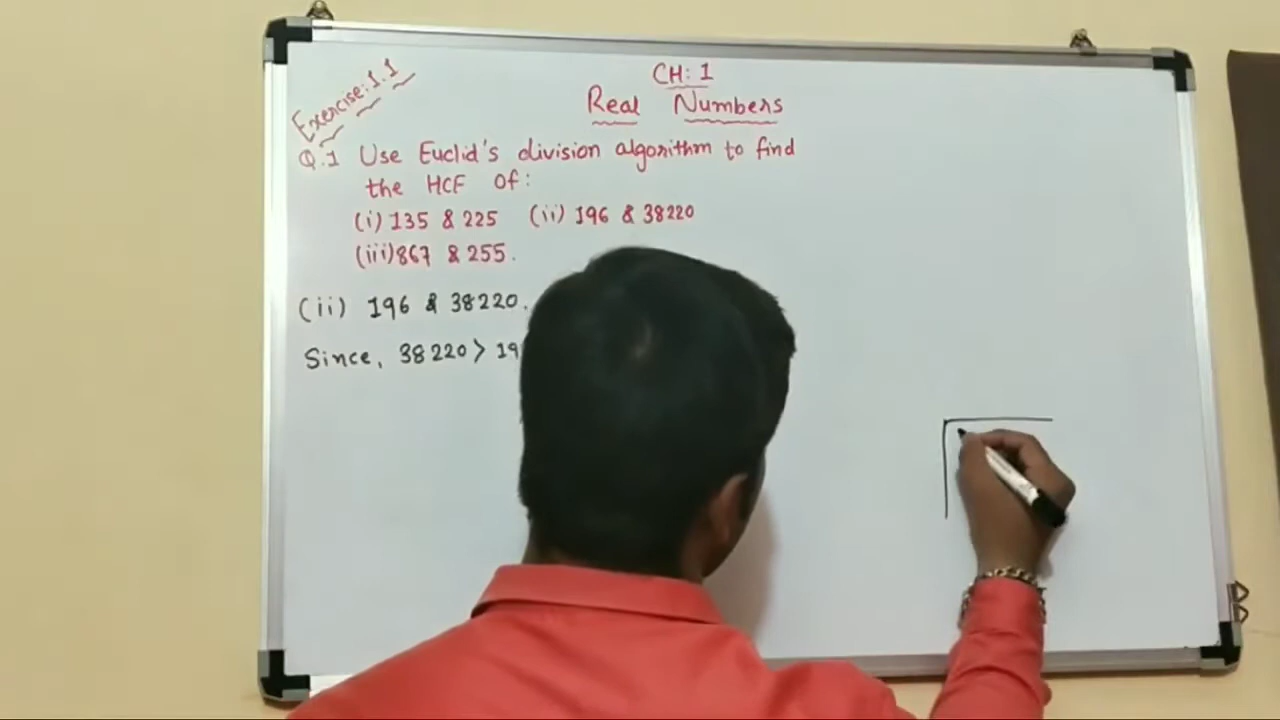 CH: 1
Exercise: 1.1
Real Numbers
Q.1 Use Euclid's division algorithm to find
the HCF of:
(i) 135 & 225 (ii) 196 & 38220
(iii) 867 & 255.
(ii) 196 & 38220.
Since, 38220 > 19